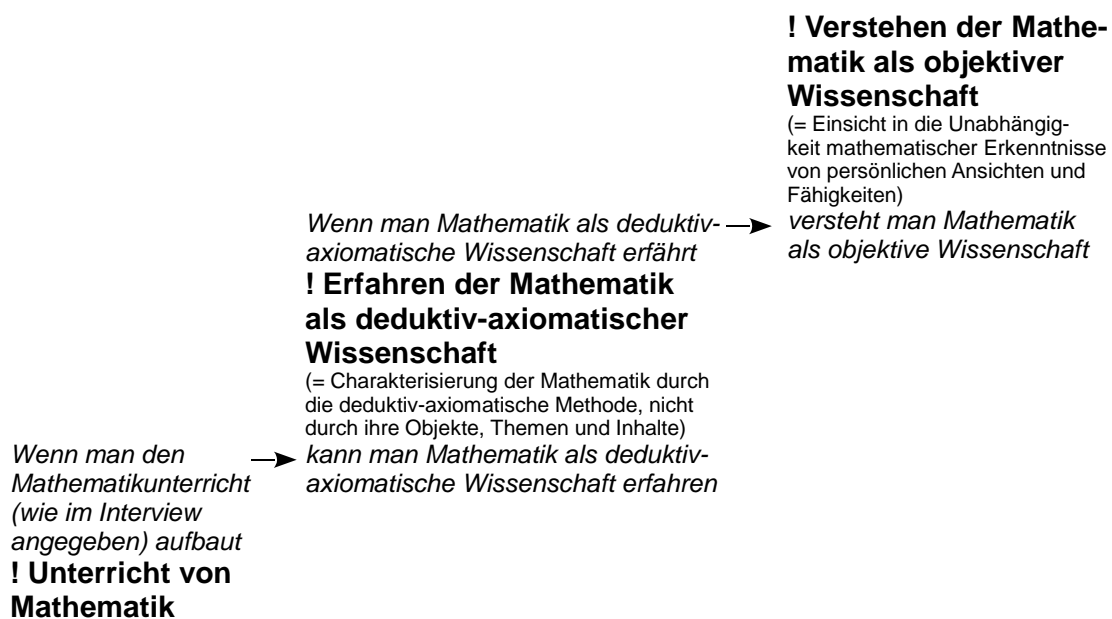 ! Verstehen der Mathe-
matik als objektiver
Wissenschaft
(= Einsicht in die Unabhängig-
keit mathematischer Erkenntnisse
von persönlichen Ansichten und
Fähigkeiten)
Wenn man Mathematik als deduktiv-
axiomatische Wissenschaft erfährt
versteht man Mathematik
als objektive Wissenschaft
! Erfahren der Mathematik
als deduktiv-axiomatischer
Wissenschaft
(= Charakterisierung der Mathematik durch
die deduktiv-axiomatische Methode, nicht
durch ihre Objekte, Themen und Inhalte)
Wenn man den
Mathematikunterricht
(wie im Interview
angegeben) aufbaut
kann man Mathematik als deduktiv-
axiomatische Wissenschaft erfahren
! Unterricht von
Mathematik